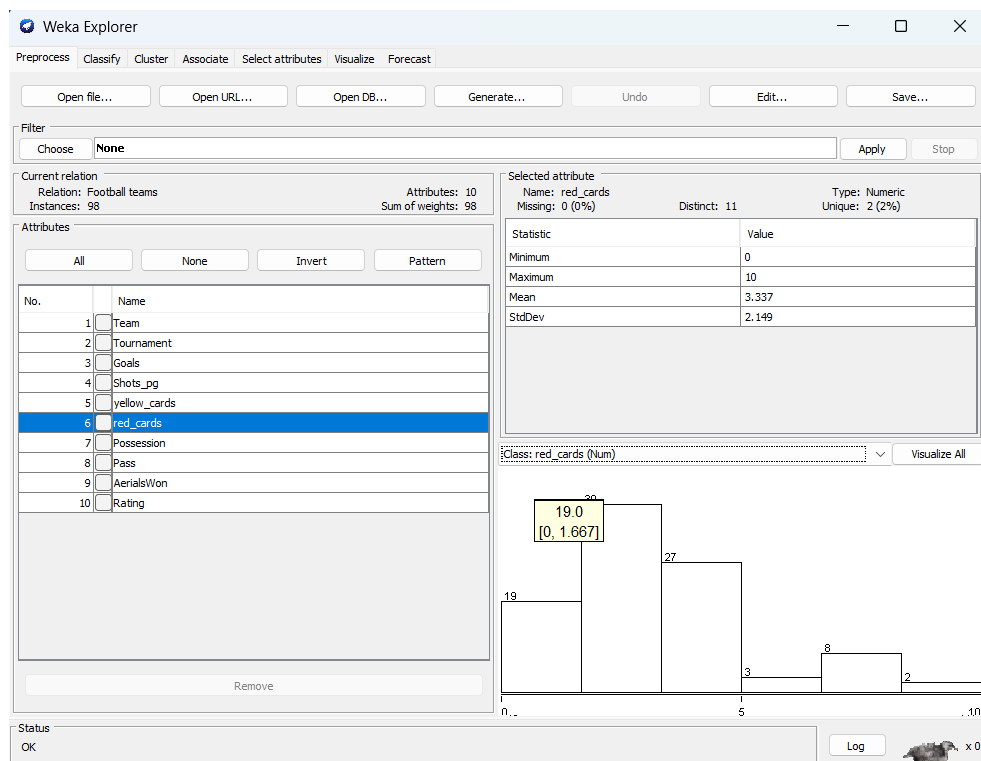 Weka Explorer
Preprocess Classify Cluster Associate Select attributes Visualize Forecast
Open file... Open URL... Open DB... Generate... Undo Edit... Save...
Filter
Choose None Apply Stop
Current relation
Relation: Football teams Attributes: 10
Instances: 98 Sum of weights: 98
Attributes
All None Invert Pattern
No. Name
1 Team
2 Tournament
3 Goals
4 Shots_pg
5 yellow_cards
6 red_cards
7 Possession
8 Pass
9 AerialsWon
10 Rating
Remove
Selected attribute
Name: red_cards Type: Numeric
Missing: 0 (0%) Distinct: 11 Unique: 2 (2%)
Statistic Value
Minimum 0
Maximum 10
Mean 3.337
StdDev 2.149
Class: red_cards (Num) Visualize All
39
19.0
[0, 1.667]
27
19
8
3
2
0 5 10
Status
OK
Log x 0